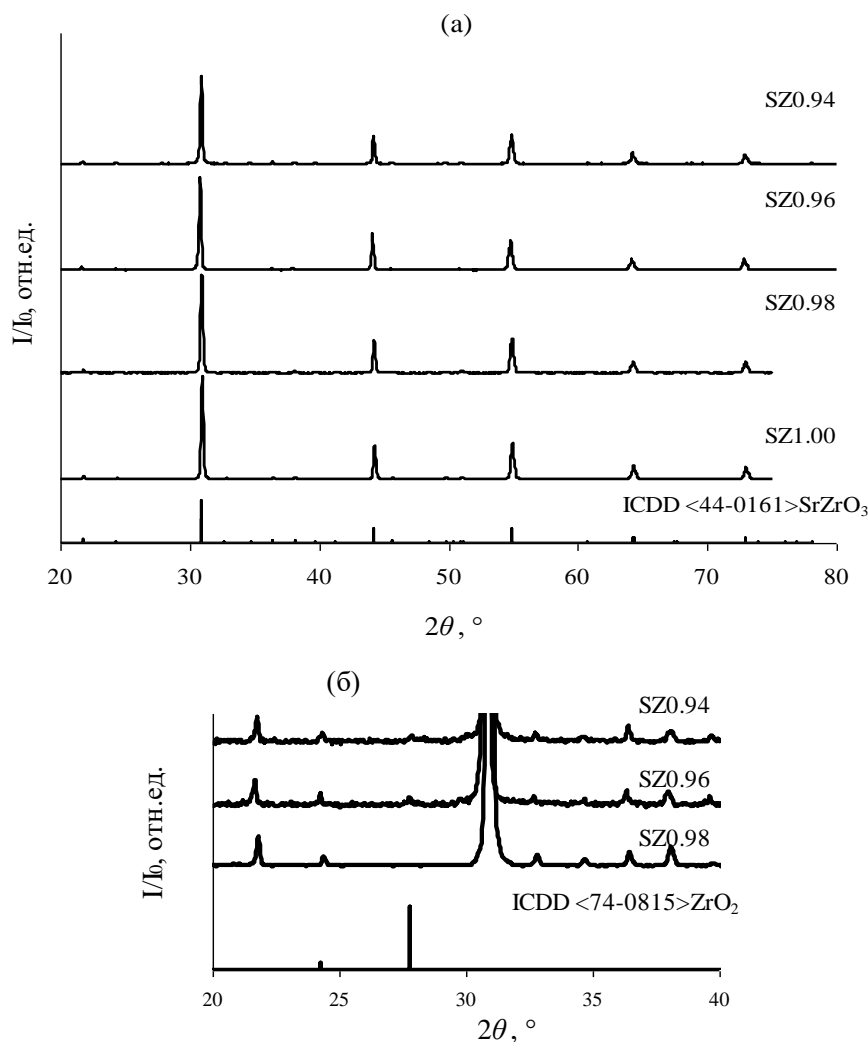 (а)
I/I0, отн.ед.
SZ0.94
SZ0.96
SZ0.98
SZ1.00
ICDD <44-0161>SrZrO3
20 30 40 50 60 70 80
2θ, °
(б)
I/I0, отн.ед.
SZ0.94
SZ0.96
SZ0.98
ICDD <74-0815>ZrO2
20 25 30 35 40
2θ, °